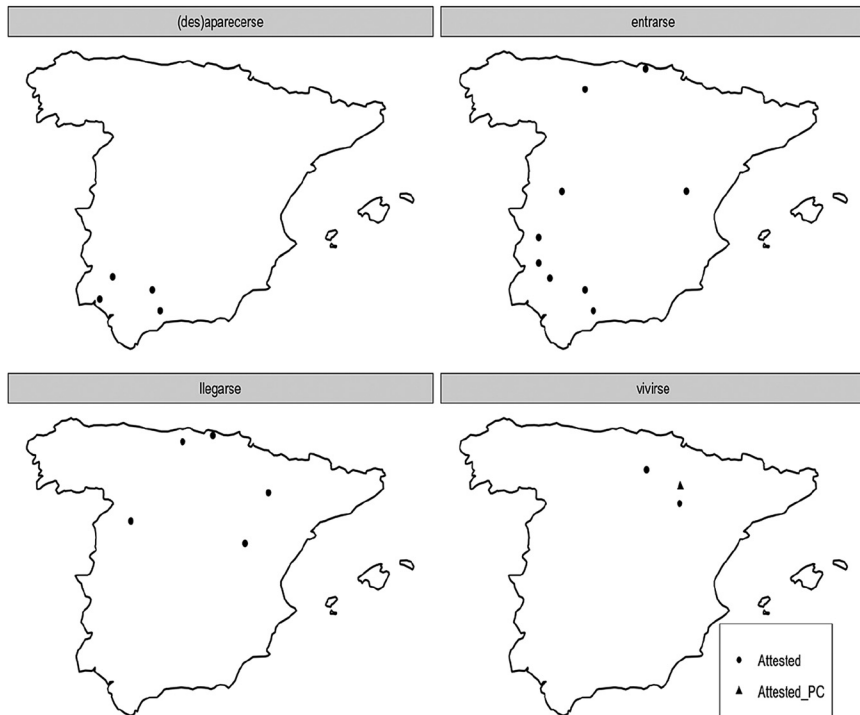 (des)aparecerse
entrarse
llegarse
vivirse
Attested
Attested_PC